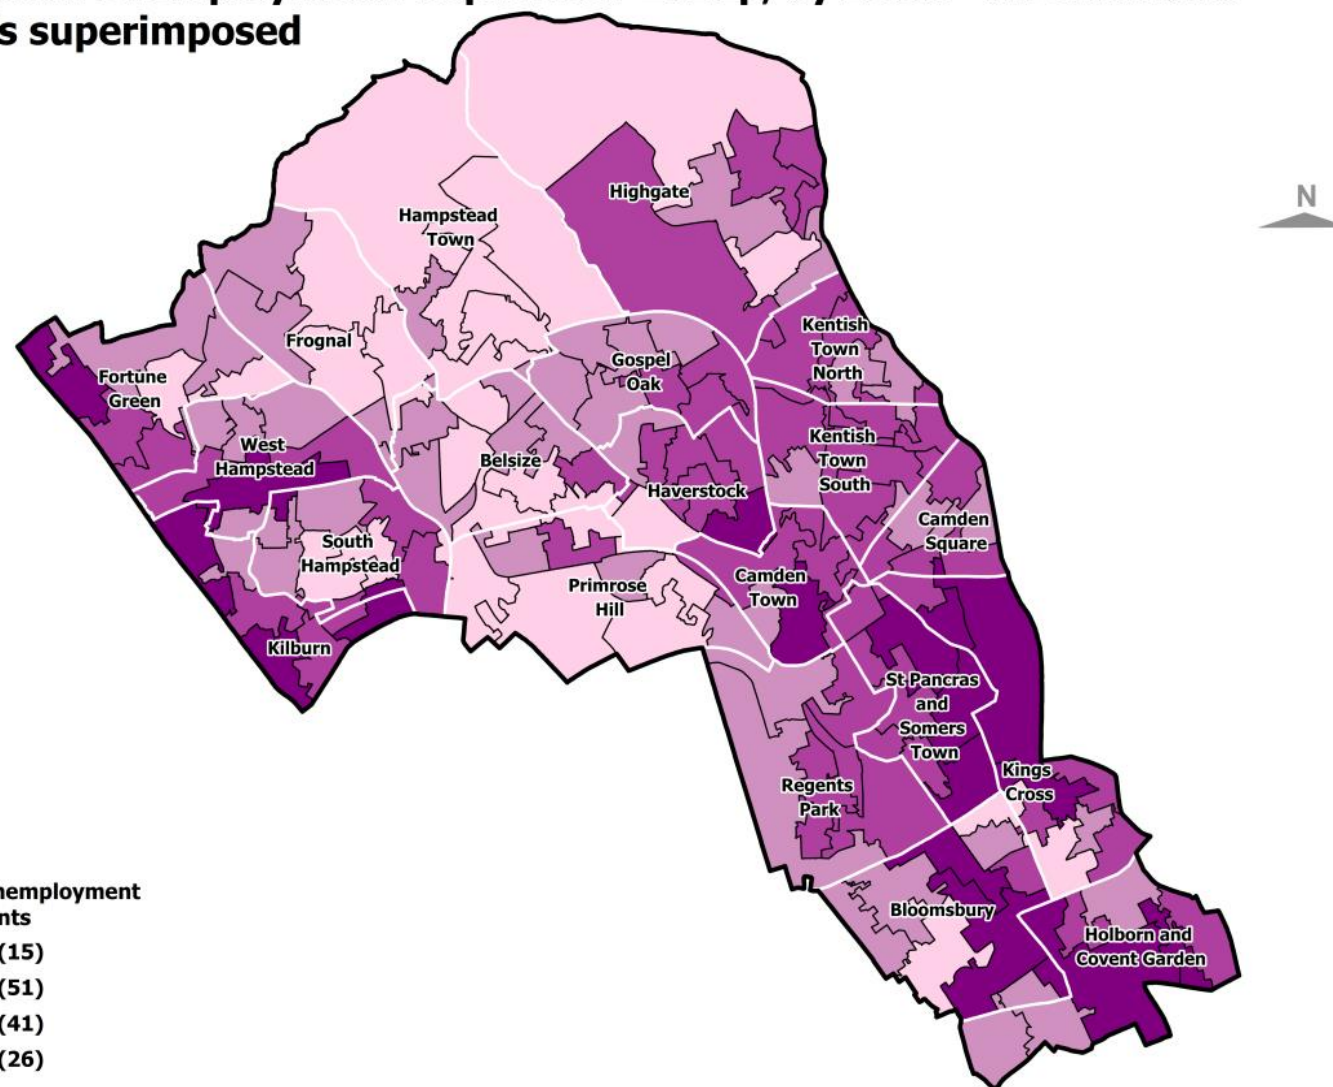 s superimposed
N
Highgate
Hampstead
Town
Frognal
Kentish
Town
North
Gospel
Oak
Fortune
Green
West
Hampstead
Kentish
Town
South
Belsize
Haverstock
Camden
Square
South
Hampstead
Primrose
Hill
Camden
Town
Kilburn
St Pancras
and
Somers
Town
Regents
Park
Kings
Cross
Bloomsbury
Holborn and
Covent Garden
nemployment
nts
(15)
(51)
(41)
(26)